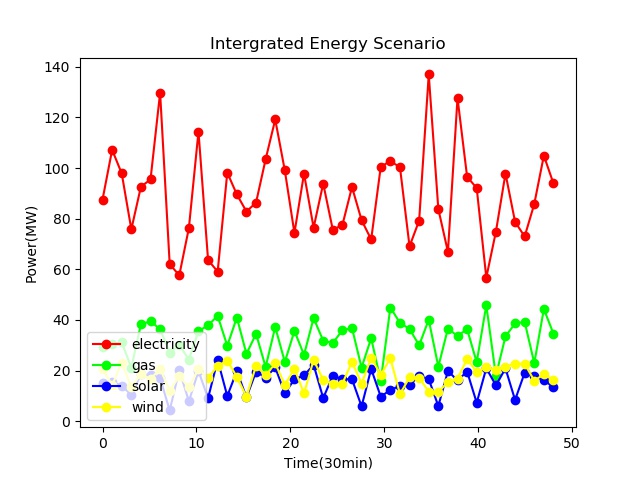 Intergrated Energy Scenario
Power(MW)
140
120
100
80
60
40
20
0
electricity
gas
solar
wind
0 10 20 30 40 50
Time(30min)